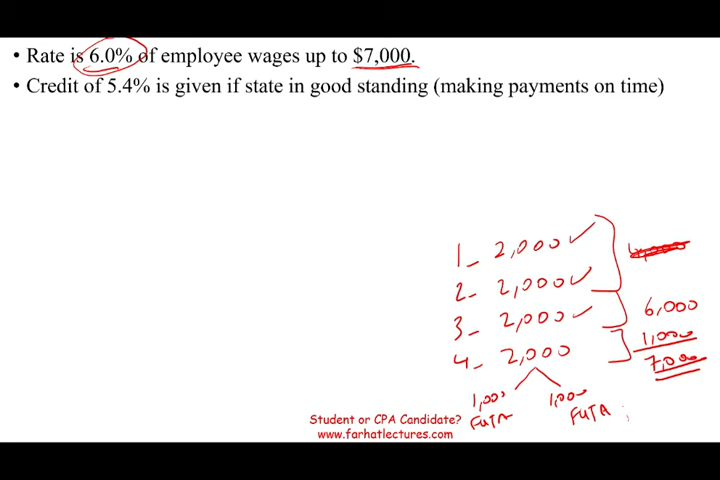 • Rate is 6.0% of employee wages up to $7,000.
• Credit of 5.4% is given if state in good standing (making payments on time)
1- 2,000 ✓
2- 2,000 ✓
3- 2,000 ✓
6,000
1,000
4- 2,000
7,000
1,000 1,000
FUTA FUTA
Student or CPA Candidate?
www.farhatlectures.com